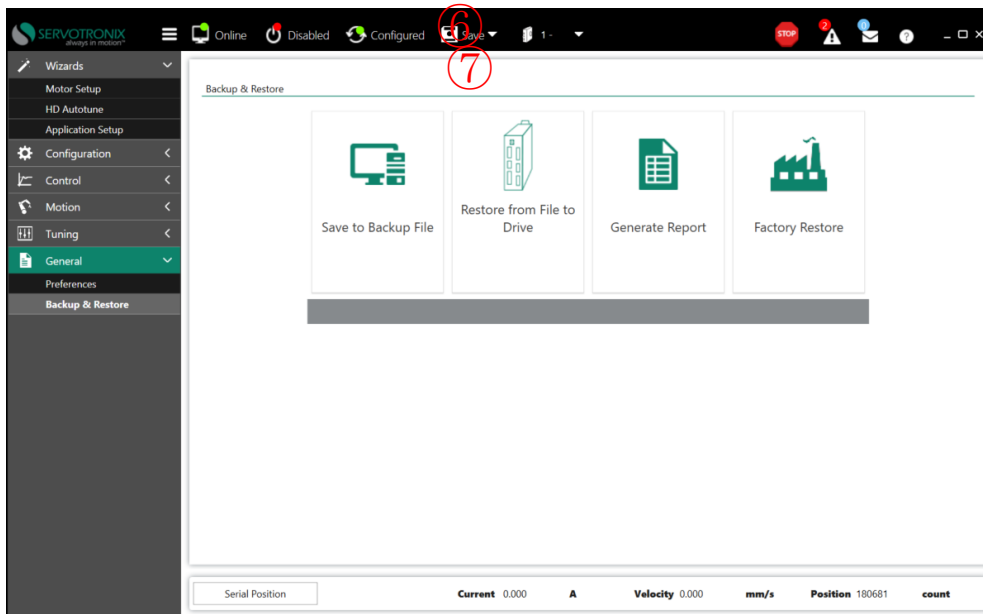 SERVOTRONIX
always in motion
Online
Disabled
Configured
⑥
Save
1 -
STOP
2
0
?
⑦
Wizards
Motor Setup
HD Autotune
Application Setup
Configuration
Control
Motion
Tuning
General
Preferences
Backup & Restore
Backup & Restore
Save to Backup File
Restore from File to
Drive
Generate Report
Factory Restore
Serial Position
Current 0.000 A
Velocity 0.000 mm/s
Position 180681 count